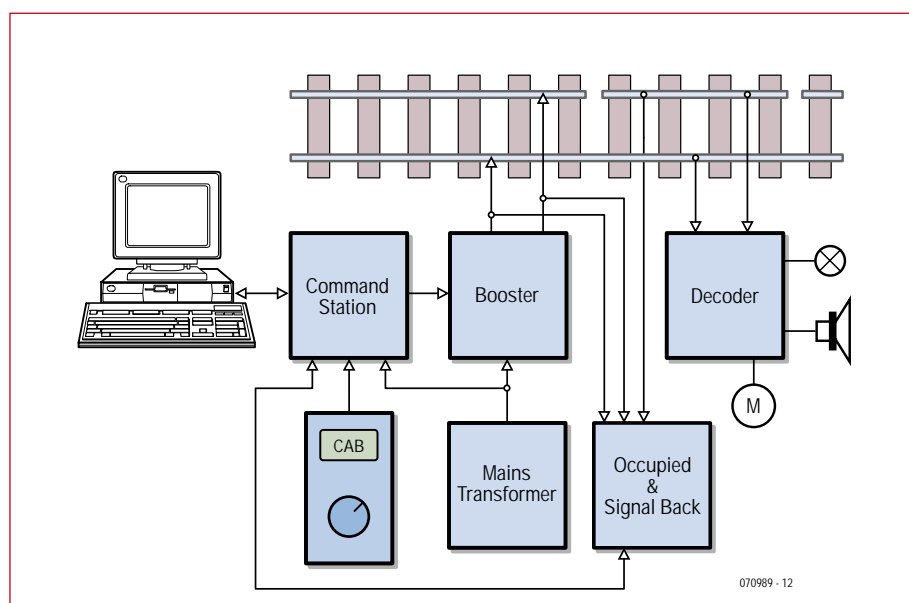 Command
Station
Booster
Decoder
M
CAB
Mains
Transformer
Occupied
&
Signal Back
070989 - 12